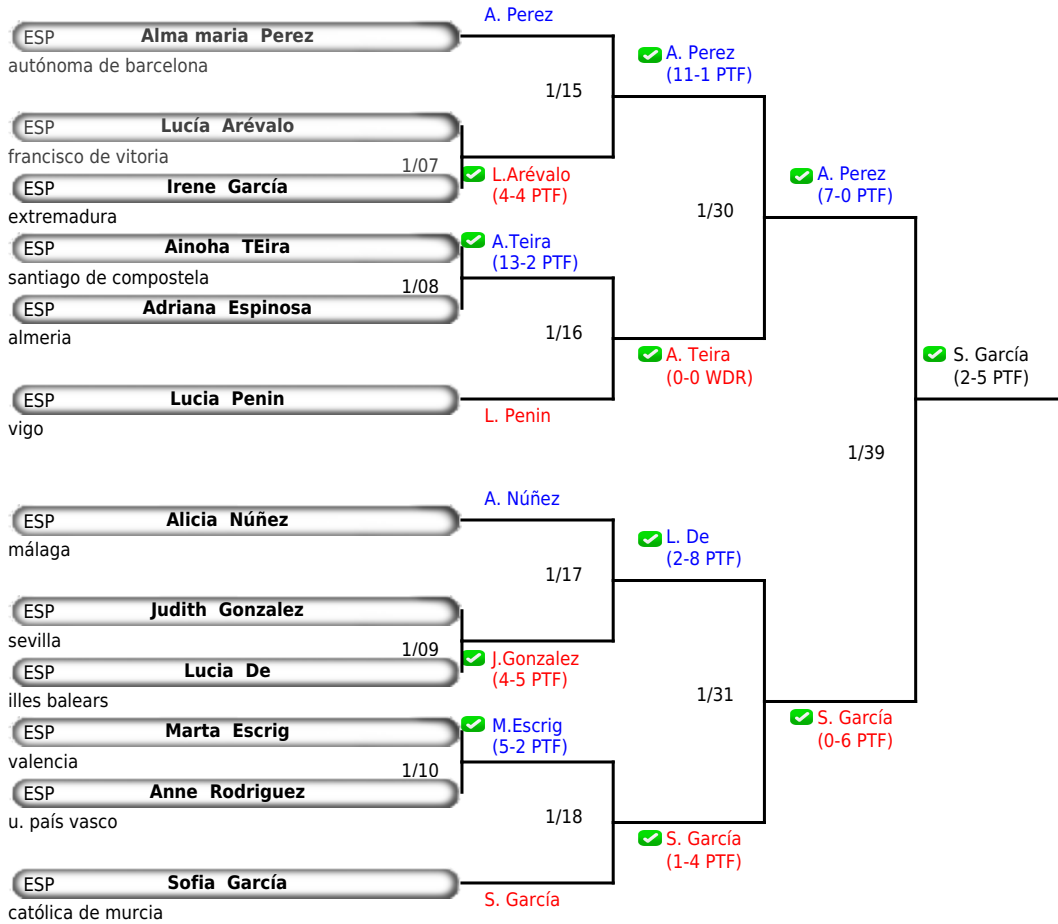 A. Perez
ESP Alma maria Perez
autónoma de barcelona
A. Perez
(11-1 PTF)
1/15
ESP Lucía Arévalo
francisco de vitoria
1/07
L.Arévalo
(4-4 PTF)
ESP Irene García
extremadura
A. Perez
(7-0 PTF)
1/30
ESP Ainoha TEira
santiago de compostela
A.Teira
(13-2 PTF)
1/08
ESP Adriana Espinosa
almeria
1/16
A. Teira
(0-0 WDR)
S. García
(2-5 PTF)
ESP Lucia Penin
vigo
L. Penin
1/39
A. Núñez
ESP Alicia Núñez
málaga
L. De
(2-8 PTF)
1/17
ESP Judith Gonzalez
sevilla
1/09
J.Gonzalez
(4-5 PTF)
ESP Lucia De
illes balears
1/31
S. García
(0-6 PTF)
ESP Marta Escrig
valencia
M.Escrig
(5-2 PTF)
1/10
ESP Anne Rodriguez
u. país vasco
1/18
S. García
(1-4 PTF)
ESP Sofia García
católica de murcia
S. García